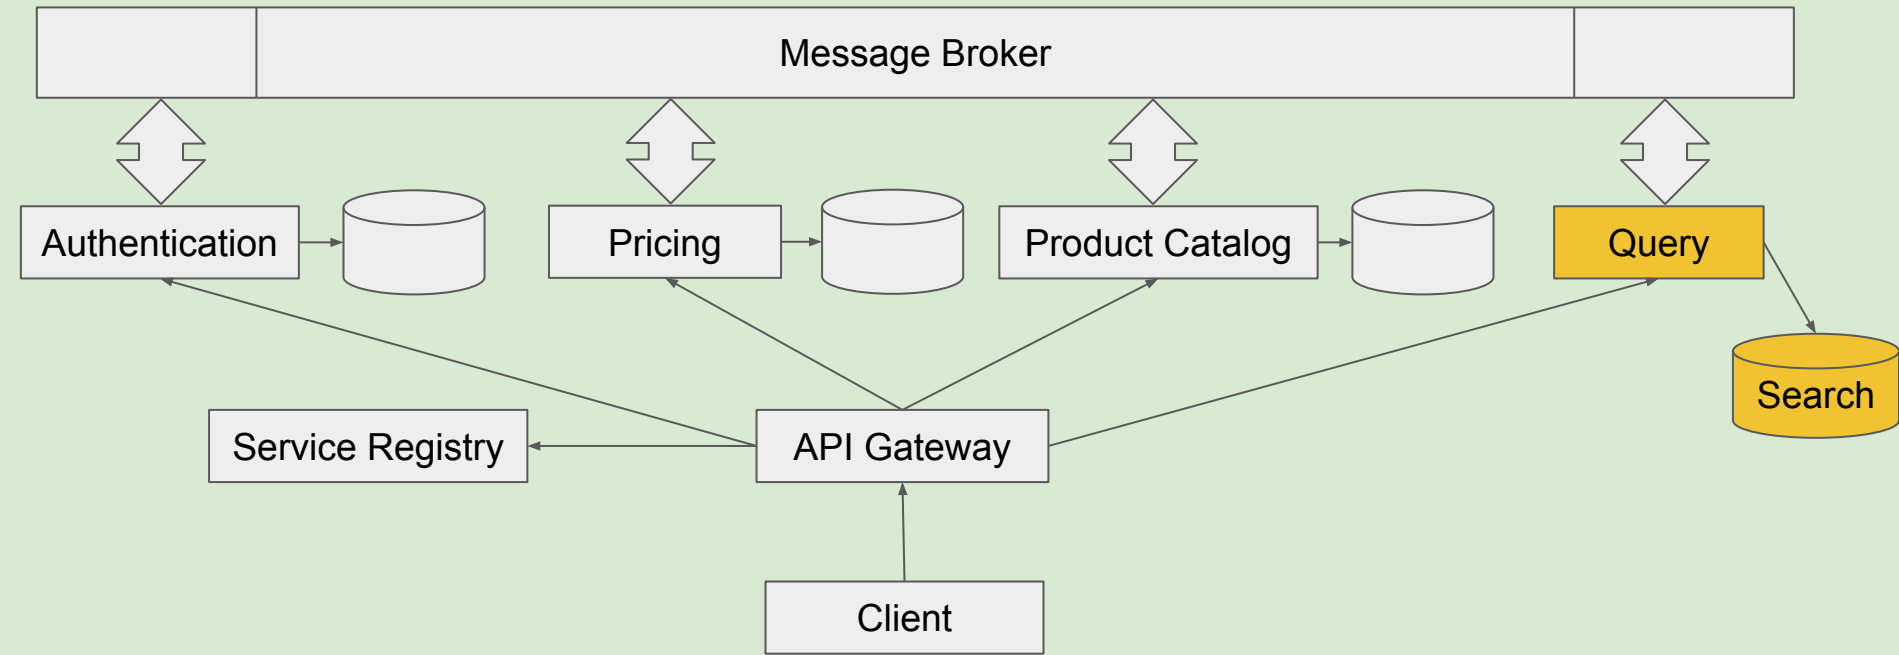 Message Broker
Authentication
Pricing
Product Catalog
Query
Search
Service Registry
API Gateway
Client